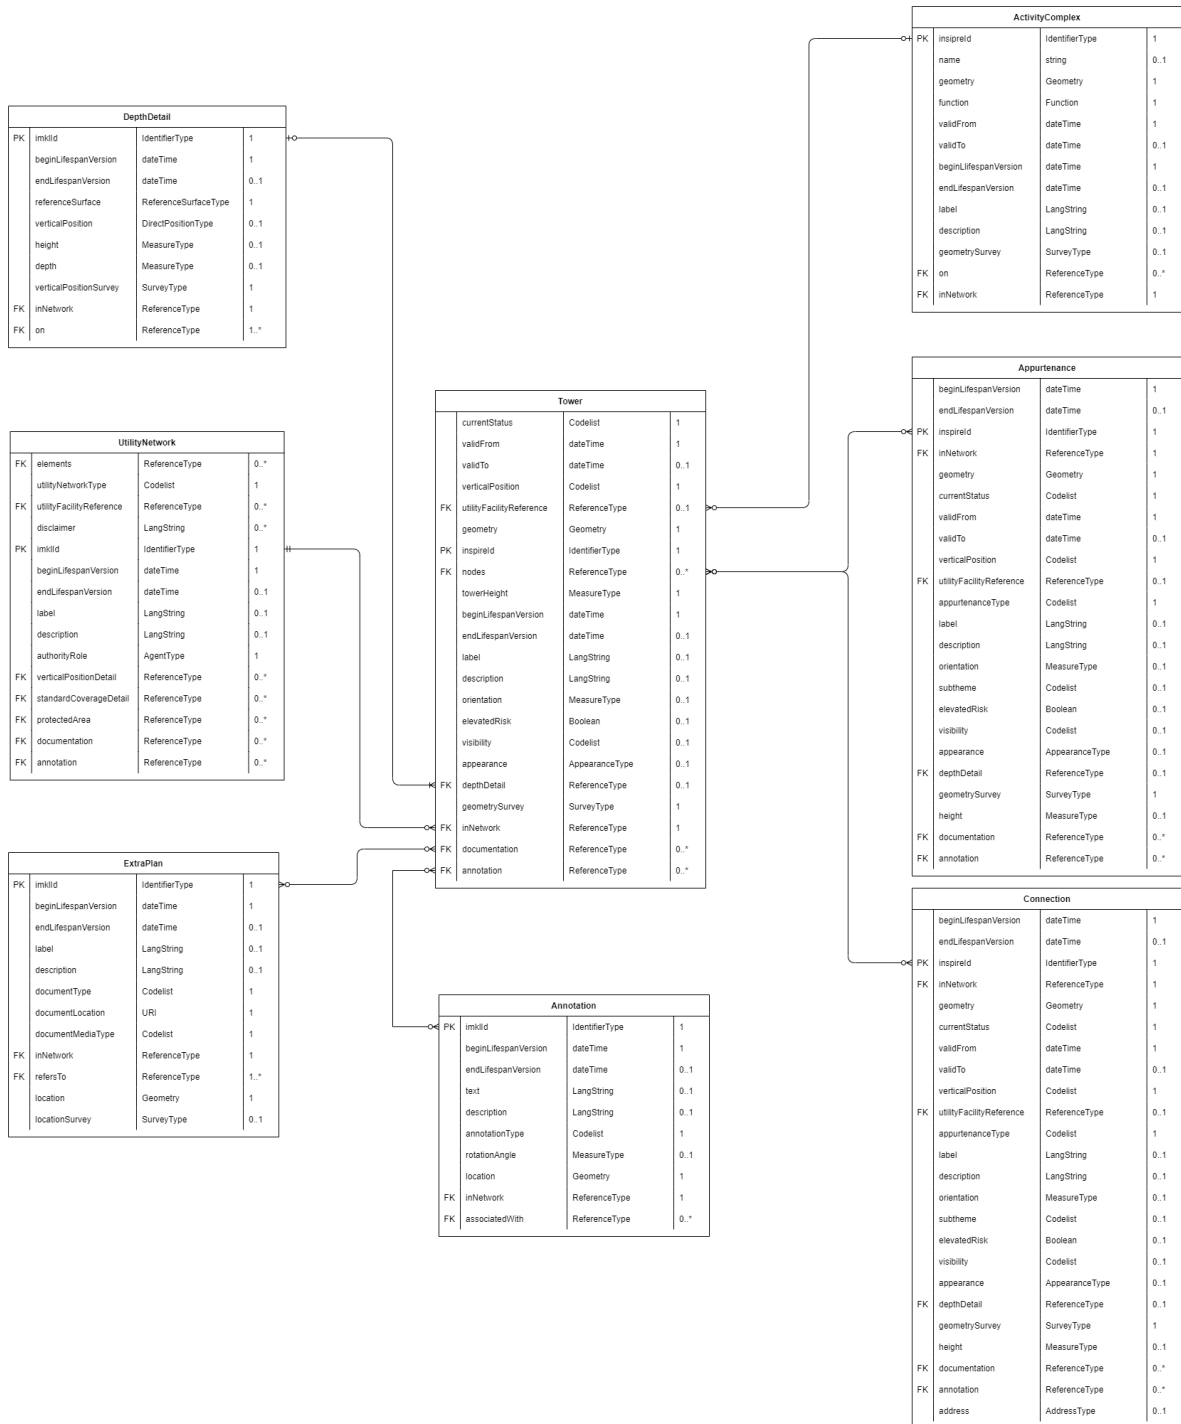 ActivityComplex
PK insipreId IdentifierType 1
name string 0..1
geometry Geometry 1
function Function 1
validFrom dateTime 1
validTo dateTime 0..1
beginLlifespanVersion dateTime 1
endLifespanVersion dateTime 0..1
label LangString 0..1
description LangString 0..1
geometrySurvey SurveyType 0..1
FK on ReferenceType 0..*
FK inNetwork ReferenceType 1
DepthDetail
PK imklId IdentifierType 1
beginLifespanVersion dateTime 1
endLifespanVersion dateTime 0..1
referenceSurface ReferenceSurfaceType 1
verticalPosition DirectPositionType 0..1
height MeasureType 0..1
depth MeasureType 0..1
verticalPositionSurvey SurveyType 1
FK inNetwork ReferenceType 1
FK on ReferenceType 1..*
Appurtenance
beginLifespanVersion dateTime 1
endLifespanVersion dateTime 0..1
PK inspireId IdentifierType 1
FK inNetwork ReferenceType 1
geometry Geometry 1
currentStatus Codelist 1
validFrom dateTime 1
validTo dateTime 0..1
verticalPosition Codelist 1
FK utilityFacilityReference ReferenceType 0..1
appurtenanceType Codelist 1
label LangString 0..1
description LangString 0..1
orientation MeasureType 0..1
subtheme Codelist 0..1
elevatedRisk Boolean 0..1
visibility Codelist 0..1
appearance AppearanceType 0..1
FK depthDetail ReferenceType 0..1
geometrySurvey SurveyType 1
height MeasureType 0..1
FK documentation ReferenceType 0..*
FK annotation ReferenceType 0..*
Tower
currentStatus Codelist 1
validFrom dateTime 1
validTo dateTime 0..1
verticalPosition Codelist 1
FK utilityFacilityReference ReferenceType 0..1
geometry Geometry 1
PK inspireId IdentifierType 1
FK nodes ReferenceType 0..*
towerHeight MeasureType 1
beginLifespanVersion dateTime 1
endLifespanVersion dateTime 0..1
label LangString 0..1
description LangString 0..1
orientation MeasureType 0..1
elevatedRisk Boolean 0..1
visibility Codelist 0..1
appearance AppearanceType 0..1
FK depthDetail ReferenceType 0..1
geometrySurvey SurveyType 1
FK inNetwork ReferenceType 1
FK documentation ReferenceType 0..*
FK annotation ReferenceType 0..*
UtilityNetwork
FK elements ReferenceType 0..*
utilityNetworkType Codelist 1
FK utilityFacilityReference ReferenceType 0..*
disclaimer LangString 0..*
PK imklId IdentifierType 1
beginLifespanVersion dateTime 1
endLifespanVersion dateTime 0..1
label LangString 0..1
description LangString 0..1
authorityRole AgentType 1
FK verticalPositionDetail ReferenceType 0..*
FK standardCoverageDetail ReferenceType 0..*
FK protectedArea ReferenceType 0..*
FK documentation ReferenceType 0..*
FK annotation ReferenceType 0..*
ExtraPlan
PK imklId IdentifierType 1
beginLifespanVersion dateTime 1
endLifespanVersion dateTime 0..1
label LangString 0..1
description LangString 0..1
documentType Codelist 1
documentLocation URI 1
documentMediaType Codelist 1
FK inNetwork ReferenceType 1
FK refersTo ReferenceType 1..*
location Geometry 1
locationSurvey SurveyType 0..1
Connection
beginLifespanVersion dateTime 1
endLifespanVersion dateTime 0..1
PK inspireId IdentifierType 1
FK inNetwork ReferenceType 1
geometry Geometry 1
currentStatus Codelist 1
validFrom dateTime 1
validTo dateTime 0..1
verticalPosition Codelist 1
FK utilityFacilityReference ReferenceType 0..1
appurtenanceType Codelist 1
label LangString 0..1
description LangString 0..1
orientation MeasureType 0..1
subtheme Codelist 0..1
elevatedRisk Boolean 0..1
visibility Codelist 0..1
appearance AppearanceType 0..1
FK depthDetail ReferenceType 0..1
geometrySurvey SurveyType 1
height MeasureType 0..1
FK documentation ReferenceType 0..*
FK annotation ReferenceType 0..*
address AddressType 0..1
Annotation
PK imklId IdentifierType 1
beginLifespanVersion dateTime 1
endLifespanVersion dateTime 0..1
text LangString 0..1
description LangString 0..1
annotationType Codelist 1
rotationAngle MeasureType 0..1
location Geometry 1
FK inNetwork ReferenceType 1
FK associatedWith ReferenceType 0..*